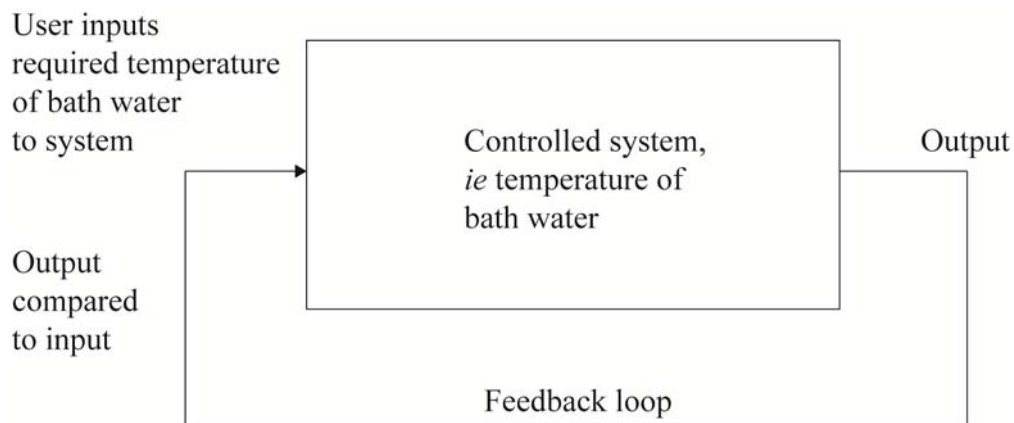 User inputs
required temperature
of bath water
to system
Controlled system,
ie temperature of
bath water
Output
Output
compared
to input
Feedback loop